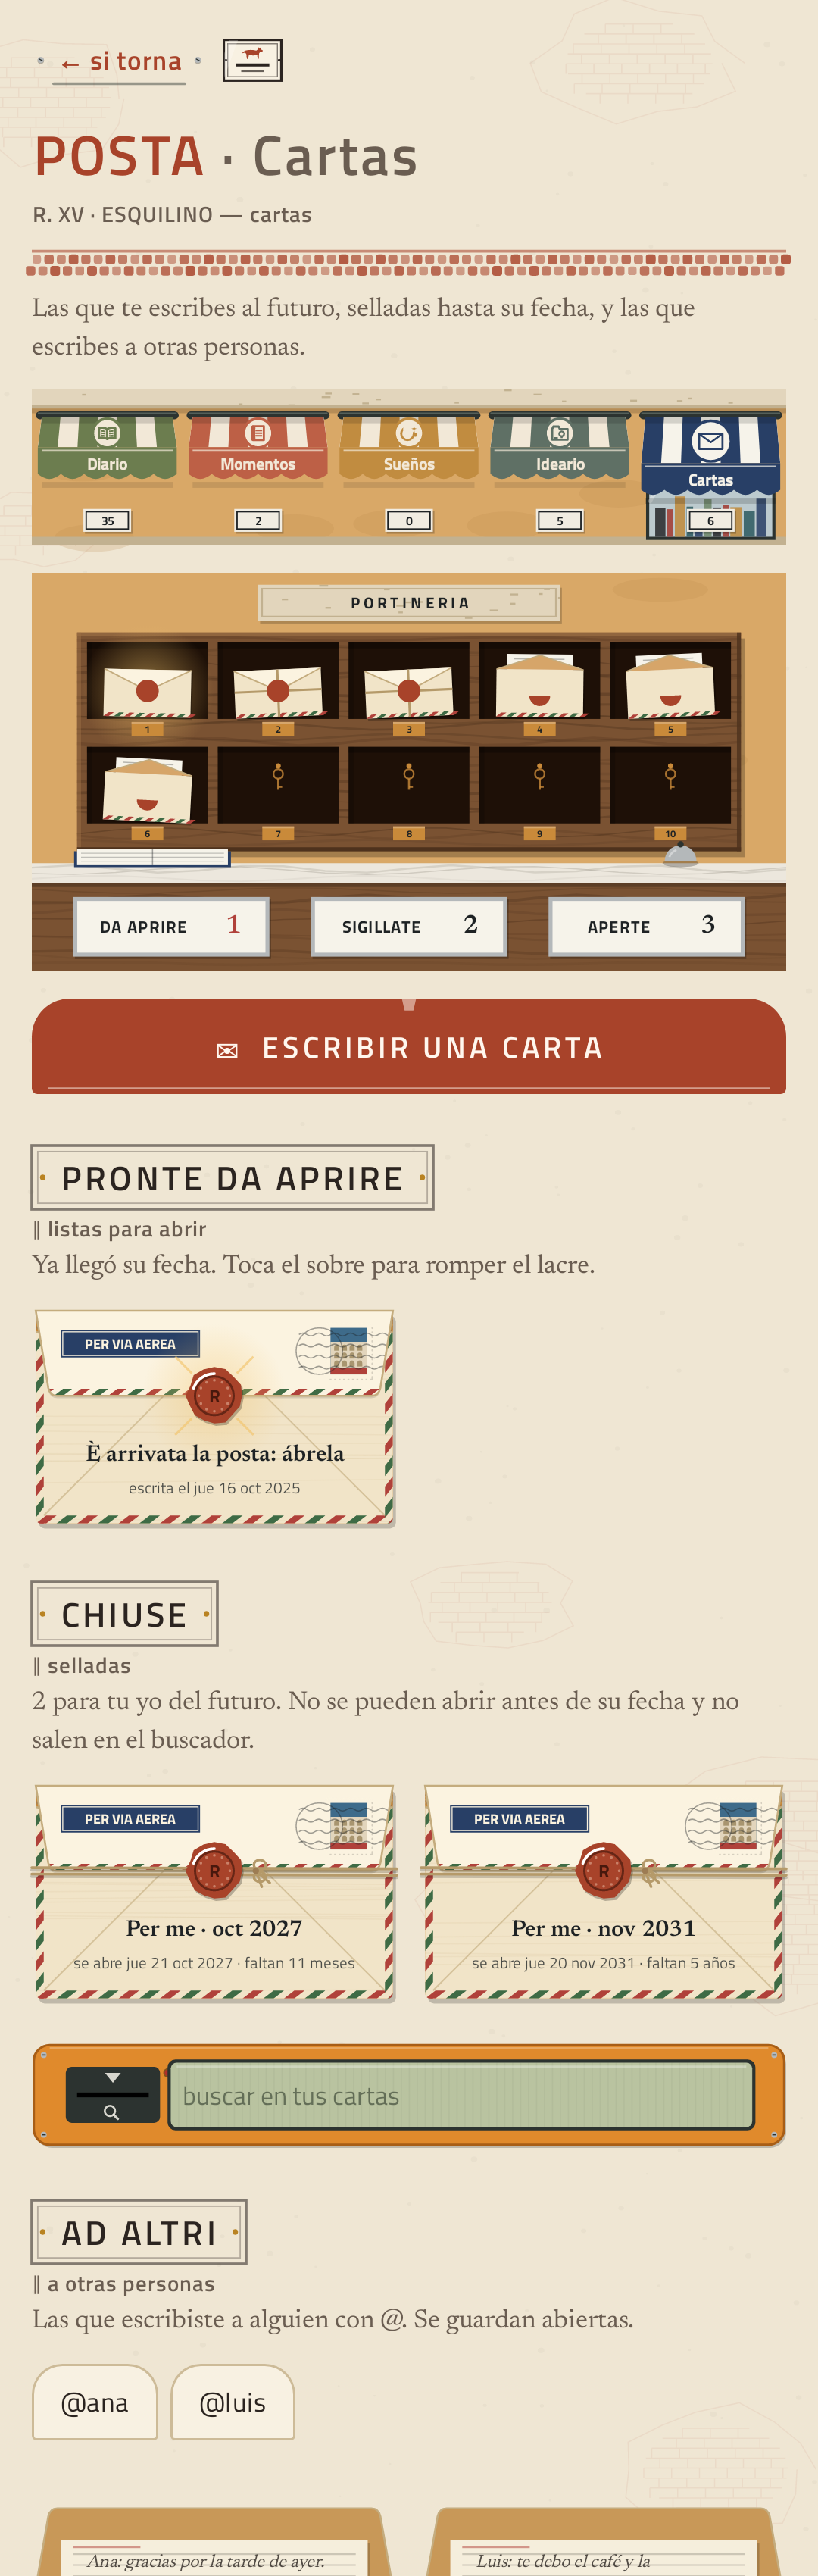 ← si torna
POSTA · Cartas
R. XV · ESQUILINO — cartas
Las que te escribes al futuro, selladas hasta su fecha, y las que
escribes a otras personas.
Diario
Momentos
Sueños
Ideario
Cartas
35
2
0
5
6
PORTINERIA
1
2
3
4
5
6
7
8
9
10
DA APRIRE 1
SIGILLATE 2
APERTE 3
✉ ESCRIBIR UNA CARTA
PRONTE DA APRIRE
‖ listas para abrir
Ya llegó su fecha. Toca el sobre para romper el lacre.
PER VIA AEREA
R
È arrivata la posta: ábrela
escrita el jue 16 oct 2025
CHIUSE
‖ selladas
2 para tu yo del futuro. No se pueden abrir antes de su fecha y no
salen en el buscador.
PER VIA AEREA
R
Per me · oct 2027
se abre jue 21 oct 2027 · faltan 11 meses
PER VIA AEREA
R
Per me · nov 2031
se abre jue 20 nov 2031 · faltan 5 años
buscar en tus cartas
AD ALTRI
‖ a otras personas
Las que escribiste a alguien con @. Se guardan abiertas.
@ana
@luis
Ana: gracias por la tarde de ayer.
Luis: te debo el café y la